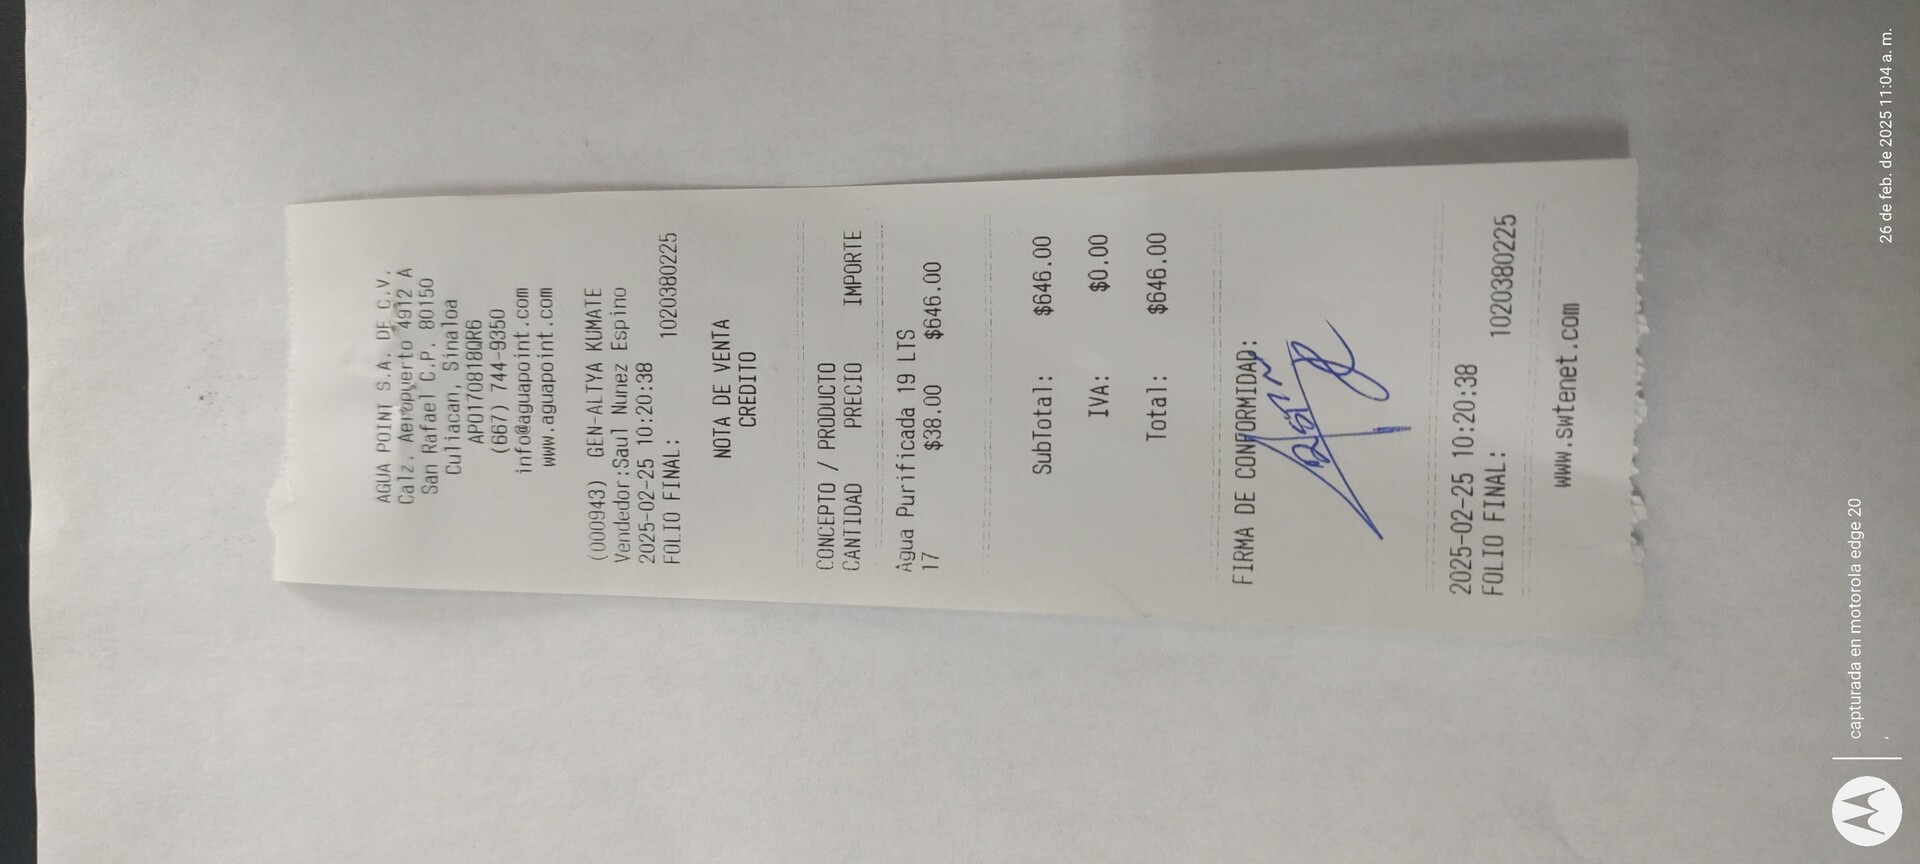 AGUA POINT S.A. DE C.V.
Calz. Aeropuerto 4912 A
San Rafael C.P. 80150
Culiacan, Sinaloa
APO170818QR6
(667) 744-9350
info@aguapoint.com
www.aguapoint.com
(000943) GEN-ALTYA KUMATE
Vendedor:Saul Nunez Espino
2025-02-25 10:20:38
FOLIO FINAL: 1020380225
NOTA DE VENTA
CREDITO
CONCEPTO / PRODUCTO
CANTIDAD PRECIO IMPORTE
Agua Purificada 19 LTS
17 $38.00 $646.00
SubTotal: $646.00
IVA: $0.00
Total: $646.00
FIRMA DE CONFORMIDAD:
2025-02-25 10:20:38
FOLIO FINAL: 1020380225
www.swtenet.com
capturada en motorola edge 20
,
26 de feb. de 2025 11:04 a. m.